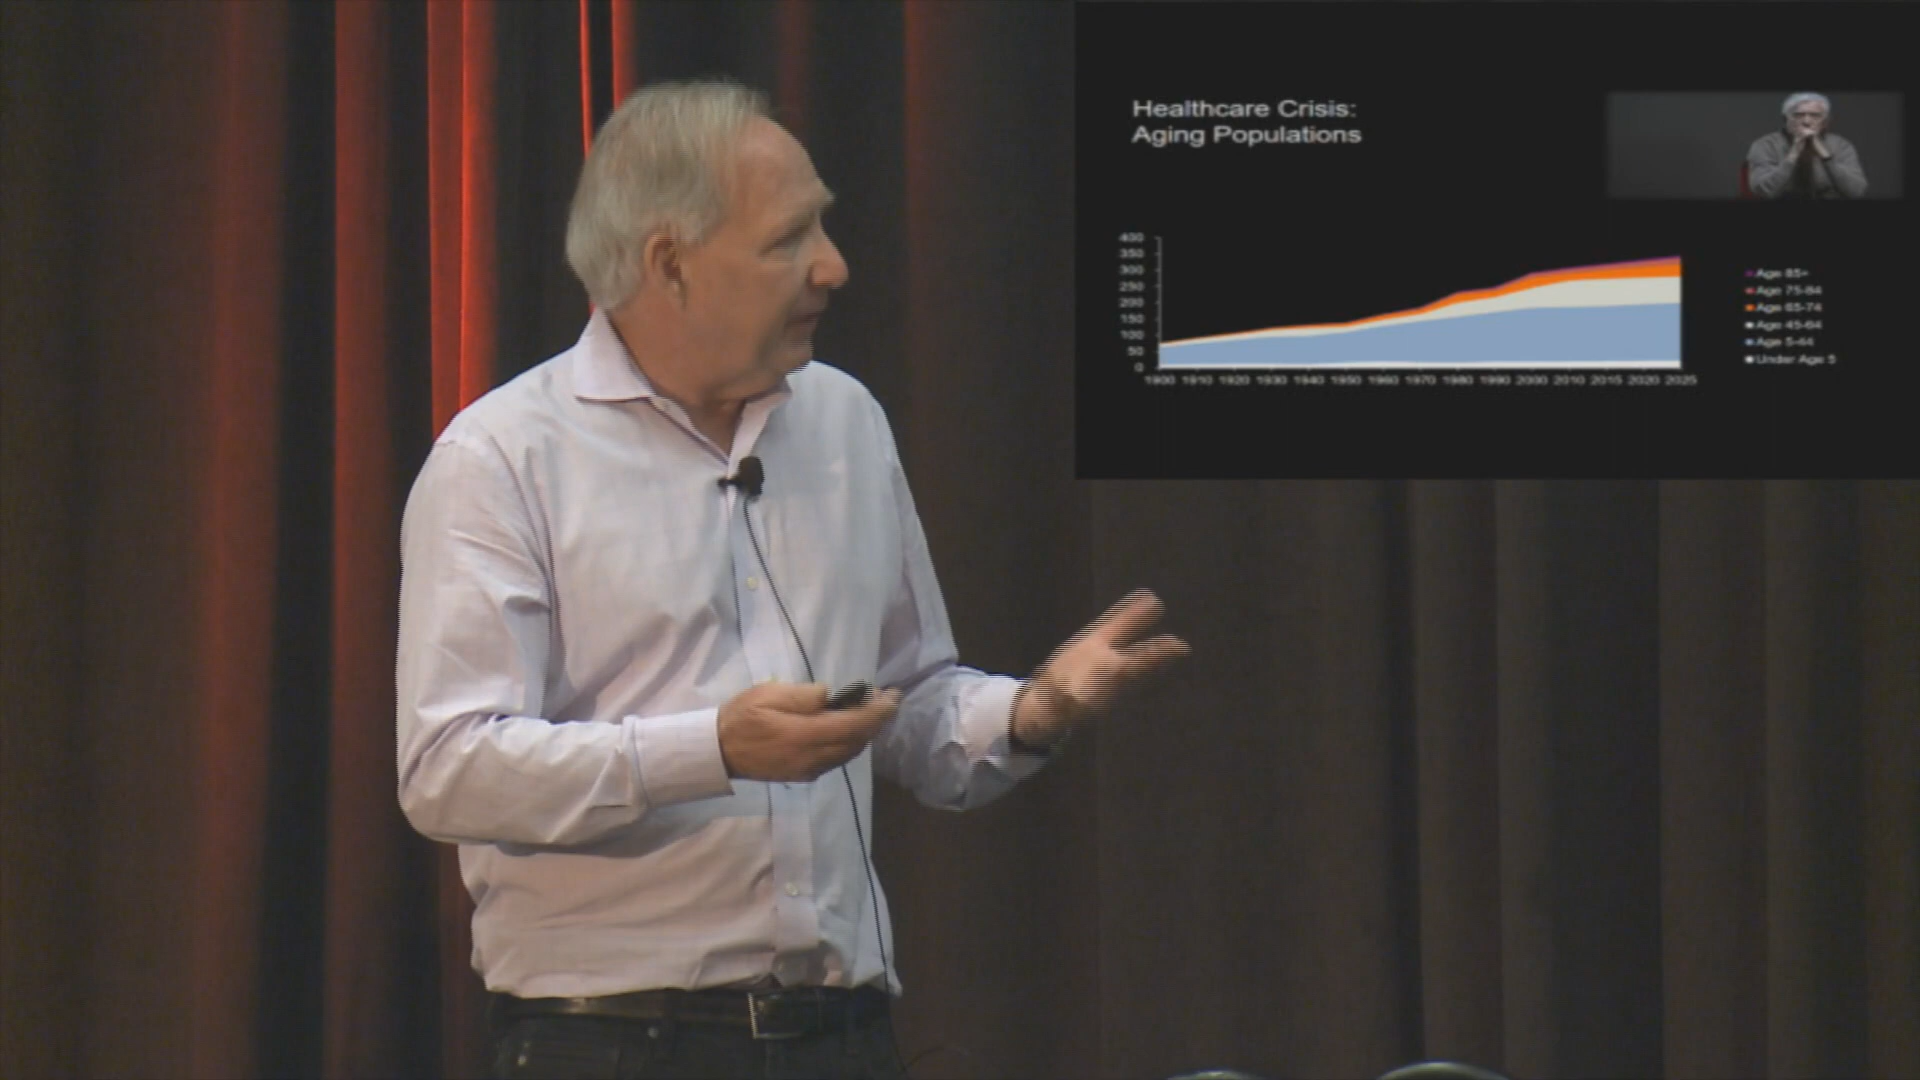 Healthcare Crisis:
Aging Populations
400
350
300
250
200
150
100
50
0
1900 1910 1920 1930 1940 1950 1960 1970 1980 1990 2000 2010 2015 2020 2025
Age 85+
Age 75-84
Age 65-74
Age 45-64
Age 5-44
Under Age 5